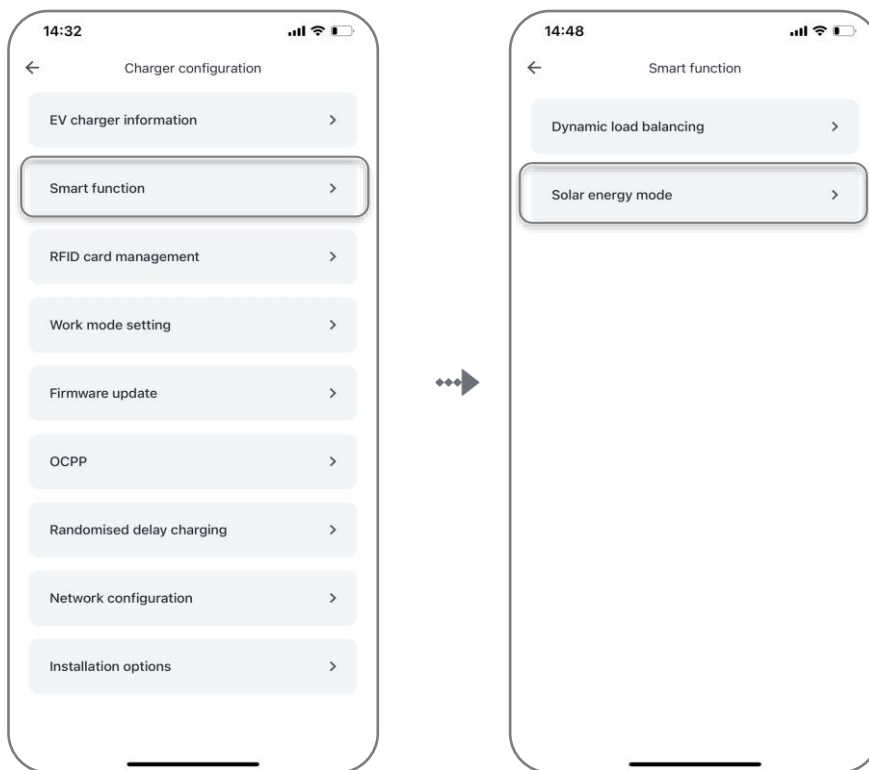 14:32
Charger configuration
EV charger information
Smart function
RFID card management
Work mode setting
Firmware update
OCPP
Randomised delay charging
Network configuration
Installation options
14:48
Smart function
Dynamic load balancing
Solar energy mode